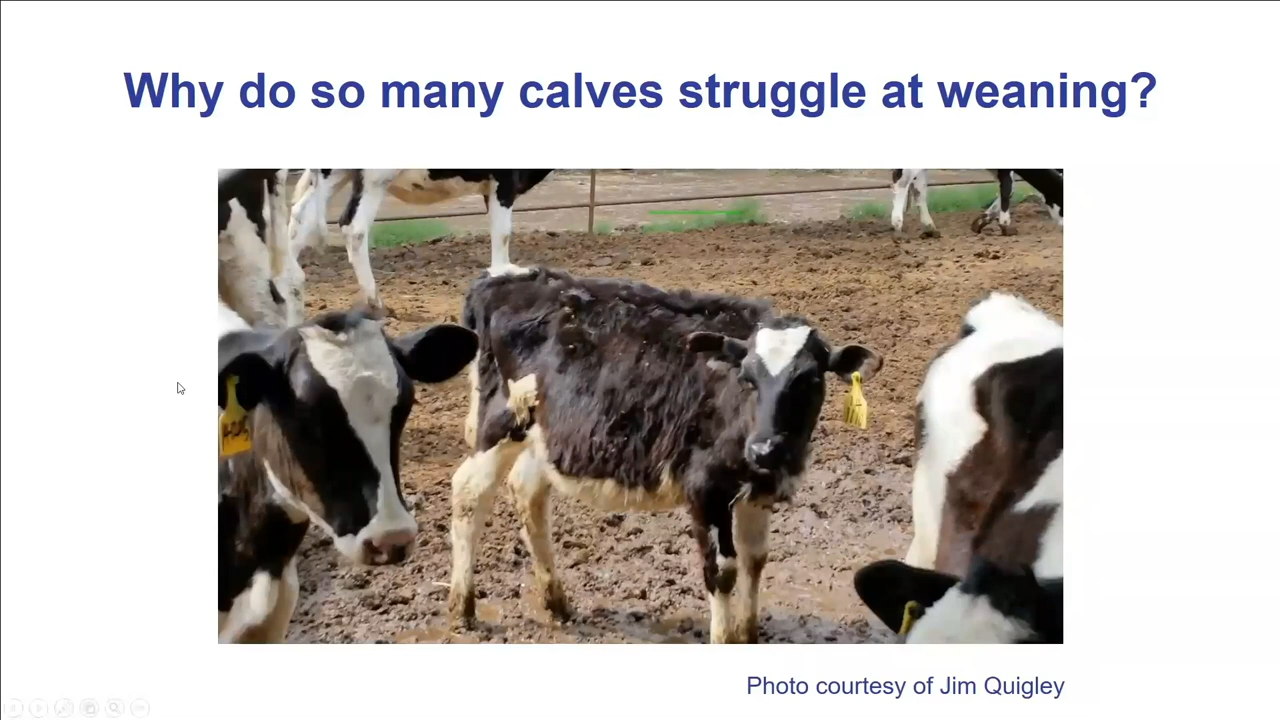 Why do so many calves struggle at weaning?
Photo courtesy of Jim Quigley